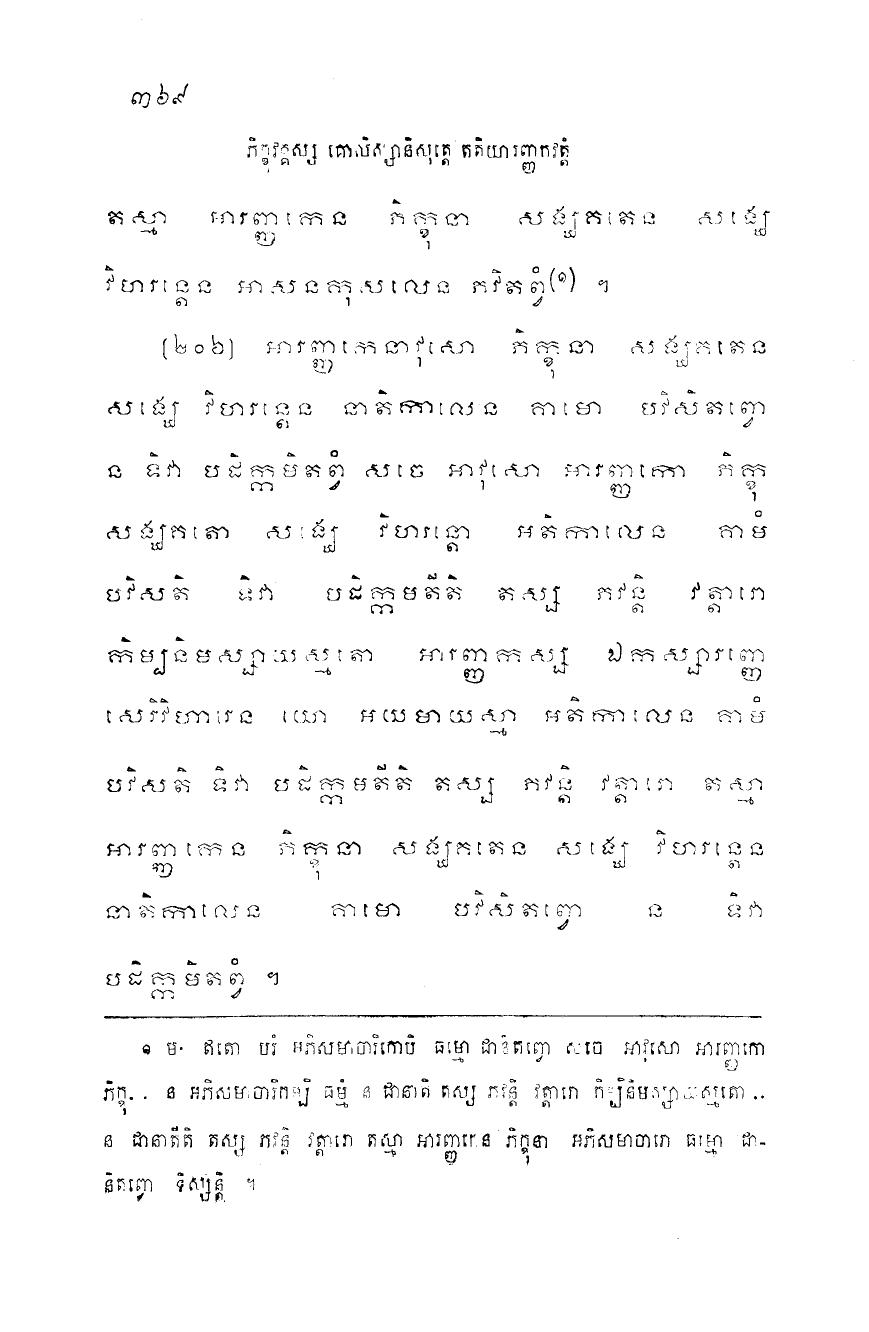 ៣៦៩
ភិក្ខុវគ្គស្ស គោលិស្សានិសុត្តេ តតិយារញ្ញកវត្តំ
តស្មា អារញ្ញកេន ភិក្ខុនា សង្ឃគតេន សង្ឃេ
វិហរន្តេន អាសនកុសលេន ភវិតព្វំ(១) ។
[២០៦] អារញ្ញកេនាវុសោ ភិក្ខុនា សង្ឃគតេន
សង្ឃេ វិហរន្តេន នាតិកាលេន គាមោ បវិសិតព្វោ
ន ទិវា បដិក្កមិតព្វំ សចេ អាវុសោ អារញ្ញកោ ភិក្ខុ
សង្ឃគតោ សង្ឃេ វិហរន្តោ អតិកាលេន គាមំ
បវិសតិ ទិវា បដិក្កមតីតិ តស្ស ភវន្តិ វត្តារោ
កិម្បនិមស្សាយស្មតោ អារញ្ញកស្ស ឯកស្សារញ្ញេ
សេរិវិហារេន យោ អយមាយស្មា អតិកាលេន គាមំ
បវិសតិ ទិវា បដិក្កមតីតិ តស្ស ភវន្តិ វត្តារោ តស្មា
អារញ្ញកេន ភិក្ខុនា សង្ឃគតេន សង្ឃេ វិហរន្តេន
នាតិកាលេន គាមោ បវិសិតព្វោ ន ទិវា
បដិក្កមិតព្វំ ។
១ ម. ឥតោ បរំ អភិសមាចារិកោបិ ធម្មោ ជានិតព្វោ សចេ អាវុសោ អារញ្ញកោ
ភិក្ខុ.. ន អភិសមាចារិកម្បិ ធម្មំ ន ជានាតិ តស្ស ភវន្តិ វត្តារោ កិម្បនិមស្សាយស្មតោ ..
ន ជានាតីតិ តស្ស ភវន្តិ វត្តារោ តស្មា អារញ្ញកេន ភិក្ខុនា អភិសមាចារោ ធម្មោ ជា-
និតព្វោ ទិស្សន្តិ ។